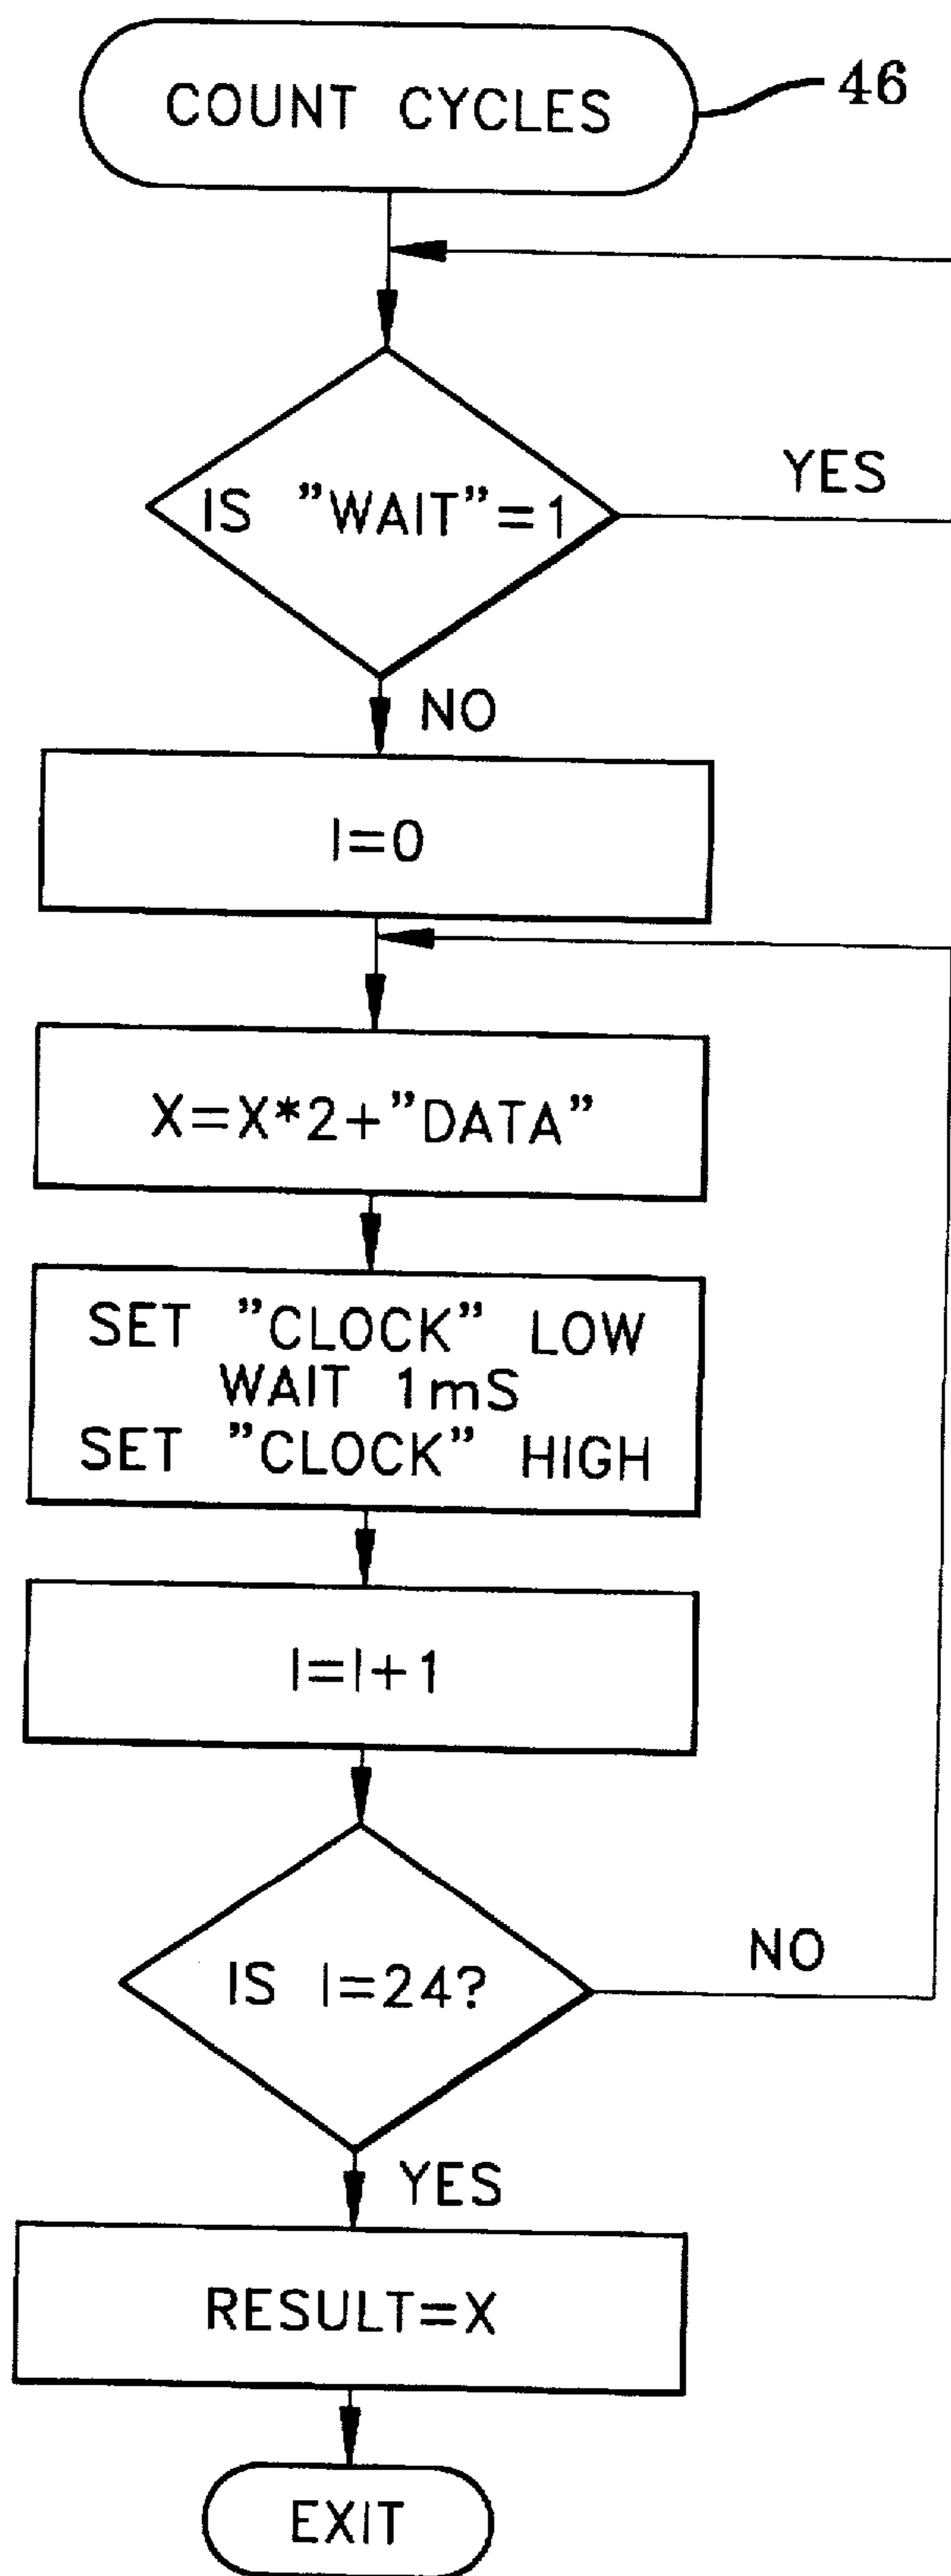 COUNT CYCLES
46
IS "WAIT"=1
YES
NO
I=0
X=X*2+"DATA"
SET "CLOCK" LOW
WAIT 1mS
SET "CLOCK" HIGH
I=I+1
IS I=24?
NO
YES
RESULT=X
EXIT